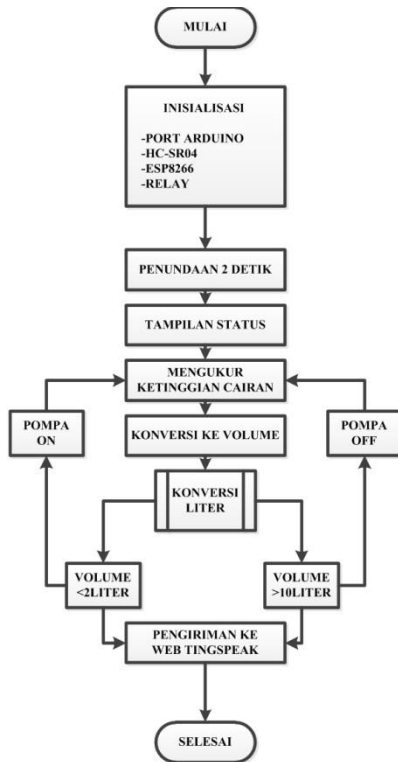 MULAI
INISIALISASI
-PORT ARDUINO
-HC-SR04
-ESP8266
-RELAY
PENUNDAAN 2 DETIK
TAMPILAN STATUS
MENGUKUR
KETINGGIAN CAIRAN
POMPA
ON
KONVERSI KE VOLUME
POMPA
OFF
KONVERSI
LITER
VOLUME
<2LITER
VOLUME
>10LITER
PENGIRIMAN KE
WEB TINGSPEAK
SELESAI